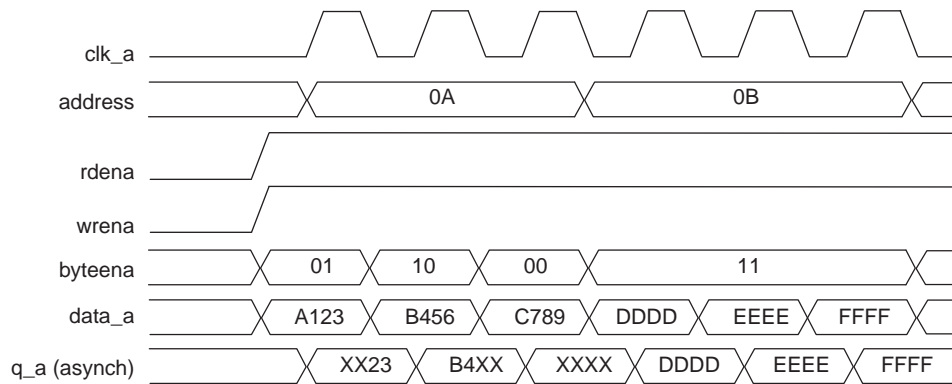 clk_a
address 0A 0B
rdena
wrena
byteena 01 10 00 11
data_a A123 B456 C789 DDDD EEEE FFFF
q_a (asynch) XX23 B4XX XXXX DDDD EEEE FFFF